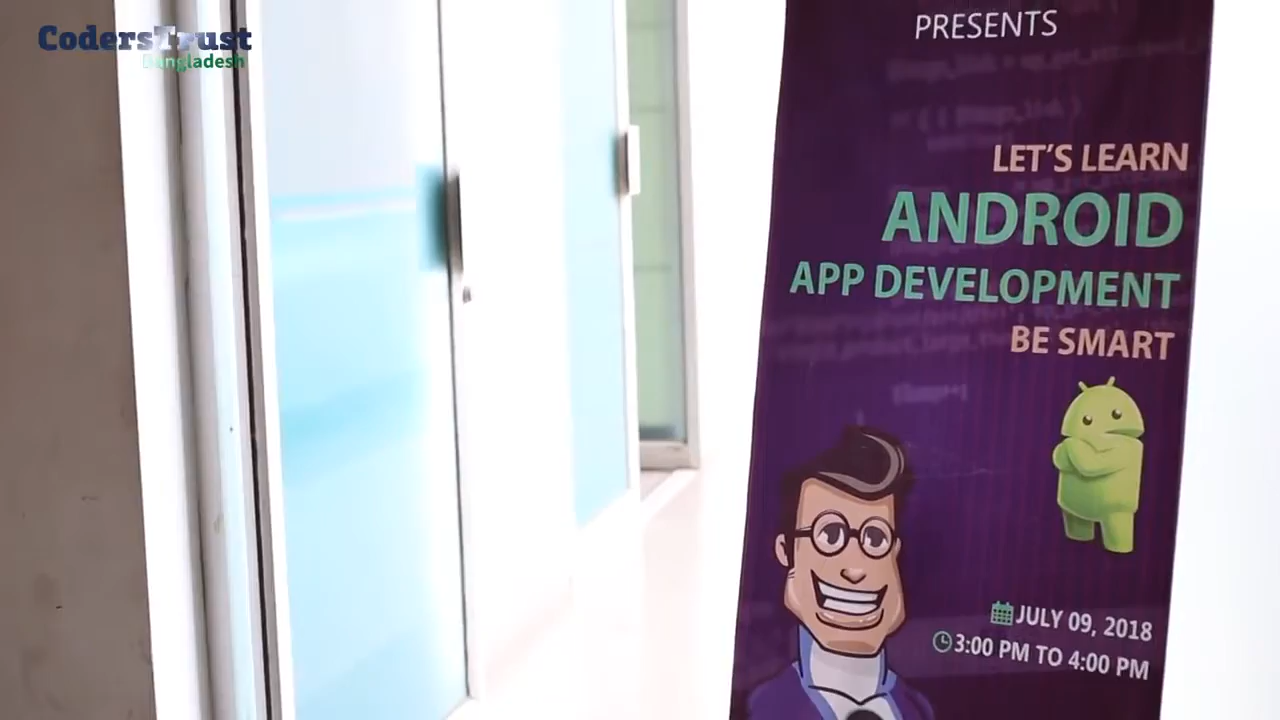 CodersTrust
Bangladesh
PRESENTS
LET'S LEARN
ANDROID
APP DEVELOPMENT
BE SMART
JULY 09, 2018
3:00 PM TO 4:00 PM